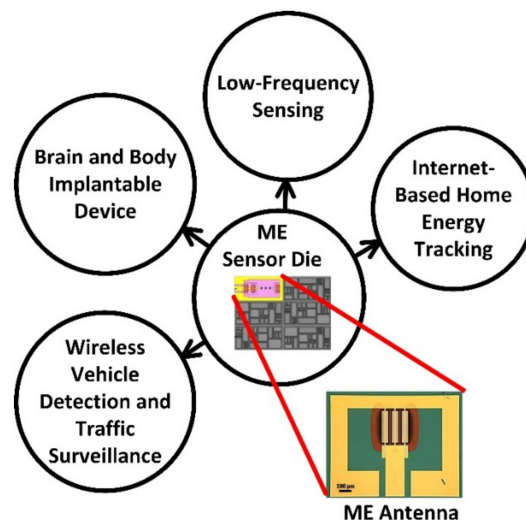 Low-Frequency
Sensing
Brain and Body
Implantable
Device
Internet-
Based Home
Energy
Tracking
ME
Sensor Die
Wireless
Vehicle
Detection and
Traffic
Surveillance
100 μm
ME Antenna